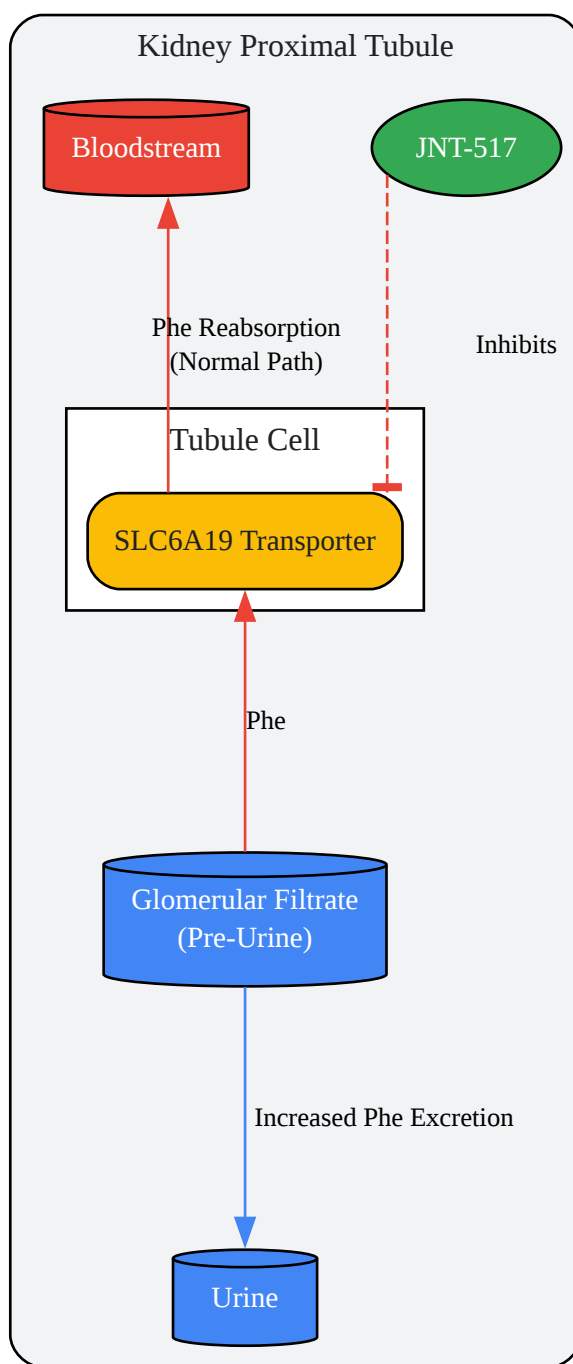 Kidney Proximal Tubule
Bloodstream
JNT-517
Phe Reabsorption
(Normal Path)
Inhibits
Tubule Cell
SLC6A19 Transporter
Phe
Glomerular Filtrate
(Pre-Urine)
Increased Phe Excretion
Urine